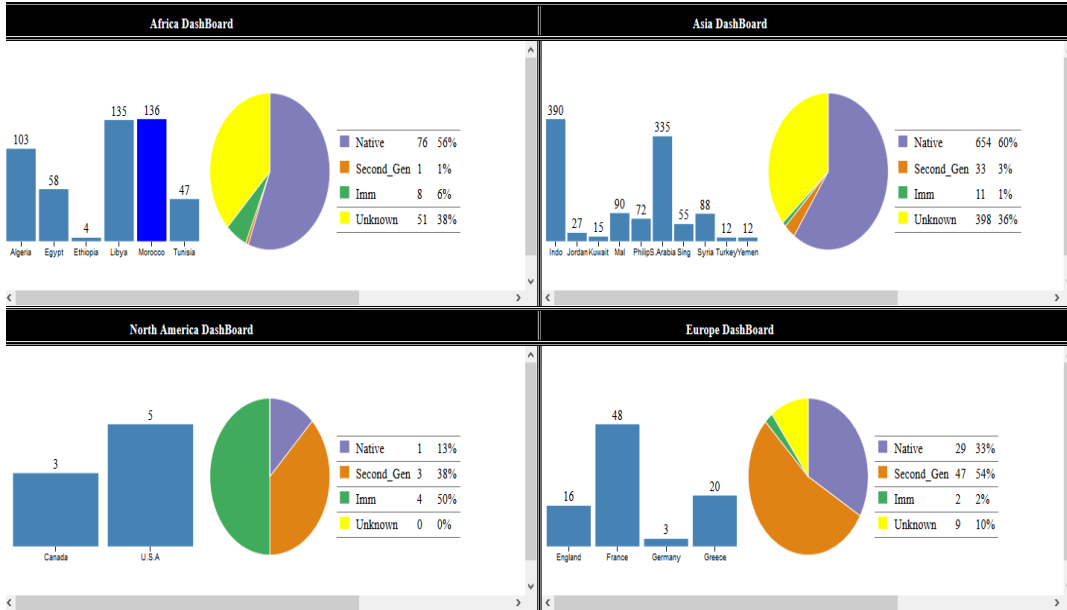 Africa DashBoard
103
58
4
135
136
47
Algeria Egypt Ethiopia Libya Morocco Tunisia
Native 76 56%
Second_Gen 1 1%
Imm 8 6%
Unknown 51 38%
Asia DashBoard
390
27
15
90
72
335
55
88
12
12
Indo Jordan Kuwait Mal Philip S.Arabia Sing Syria Turkey Yemen
Native 654 60%
Second_Gen 33 3%
Imm 11 1%
Unknown 398 36%
North America DashBoard
3
5
Canada U.S.A
Native 1 13%
Second_Gen 3 38%
Imm 4 50%
Unknown 0 0%
Europe DashBoard
16
48
3
20
England France Germany Greece
Native 29 33%
Second_Gen 47 54%
Imm 2 2%
Unknown 9 10%